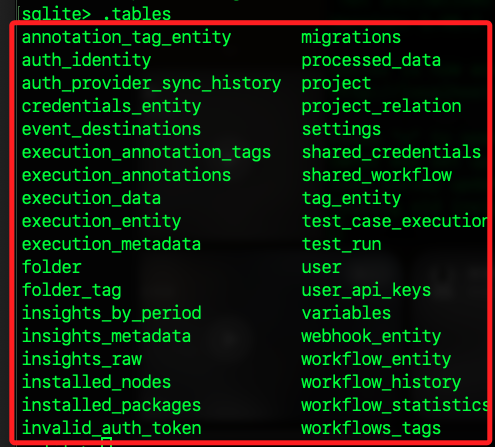 sqlite> .tables
annotation_tag_entity migrations
auth_identity processed_data
auth_provider_sync_history project
credentials_entity project_relation
event_destinations settings
execution_annotation_tags shared_credentials
execution_annotations shared_workflow
execution_data tag_entity
execution_entity test_case_execution
execution_metadata test_run
folder user
folder_tag user_api_keys
insights_by_period variables
insights_metadata webhook_entity
insights_raw workflow_entity
installed_nodes workflow_history
installed_packages workflow_statistics
invalid_auth_token workflows_tags